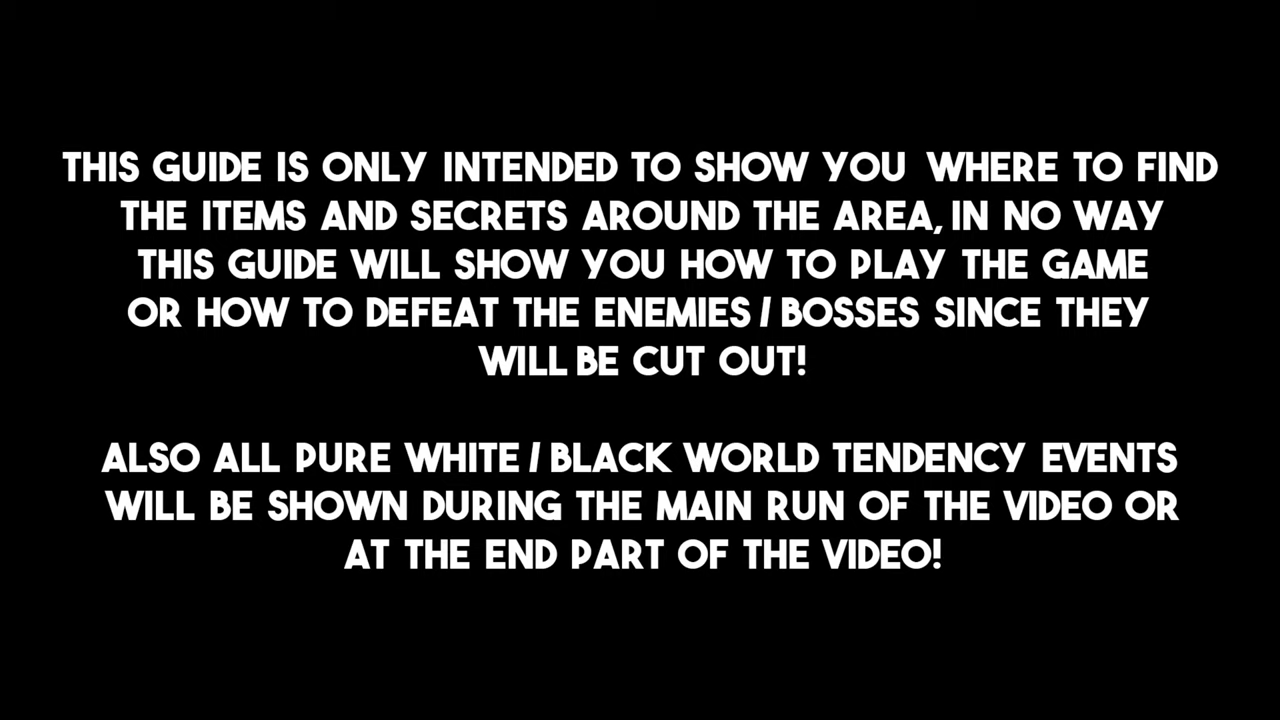 THIS GUIDE IS ONLY INTENDED TO SHOW YOU WHERE TO FIND
THE ITEMS AND SECRETS AROUND THE AREA, IN NO WAY
THIS GUIDE WILL SHOW YOU HOW TO PLAY THE GAME
OR HOW TO DEFEAT THE ENEMIES / BOSSES SINCE THEY
WILL BE CUT OUT!
ALSO ALL PURE WHITE / BLACK WORLD TENDENCY EVENTS
WILL BE SHOWN DURING THE MAIN RUN OF THE VIDEO OR
AT THE END PART OF THE VIDEO!